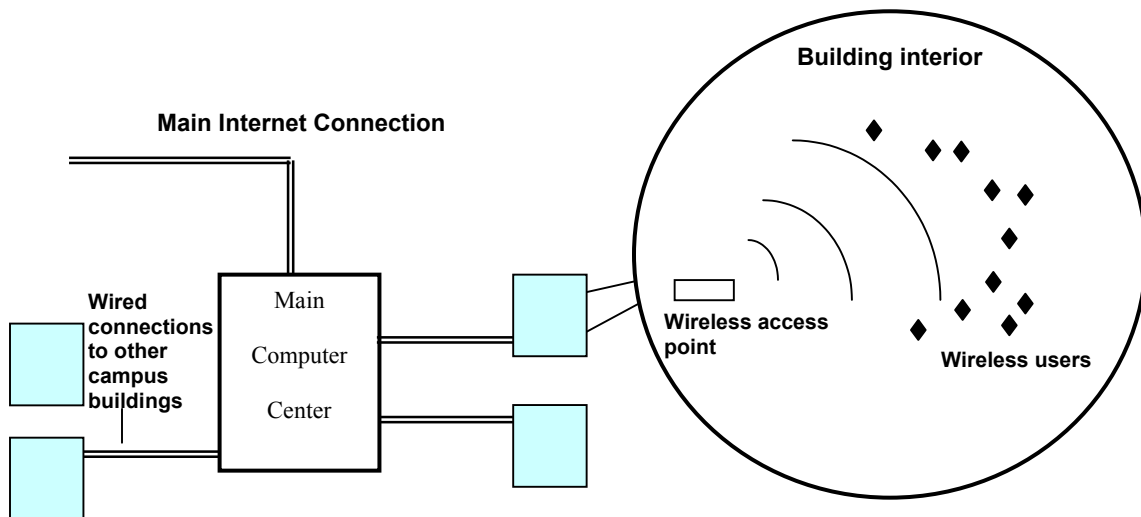 Building interior
Main Internet Connection
Wired
connections
to other
campus
buildings
Main
Computer
Center
Wireless access
point
Wireless users